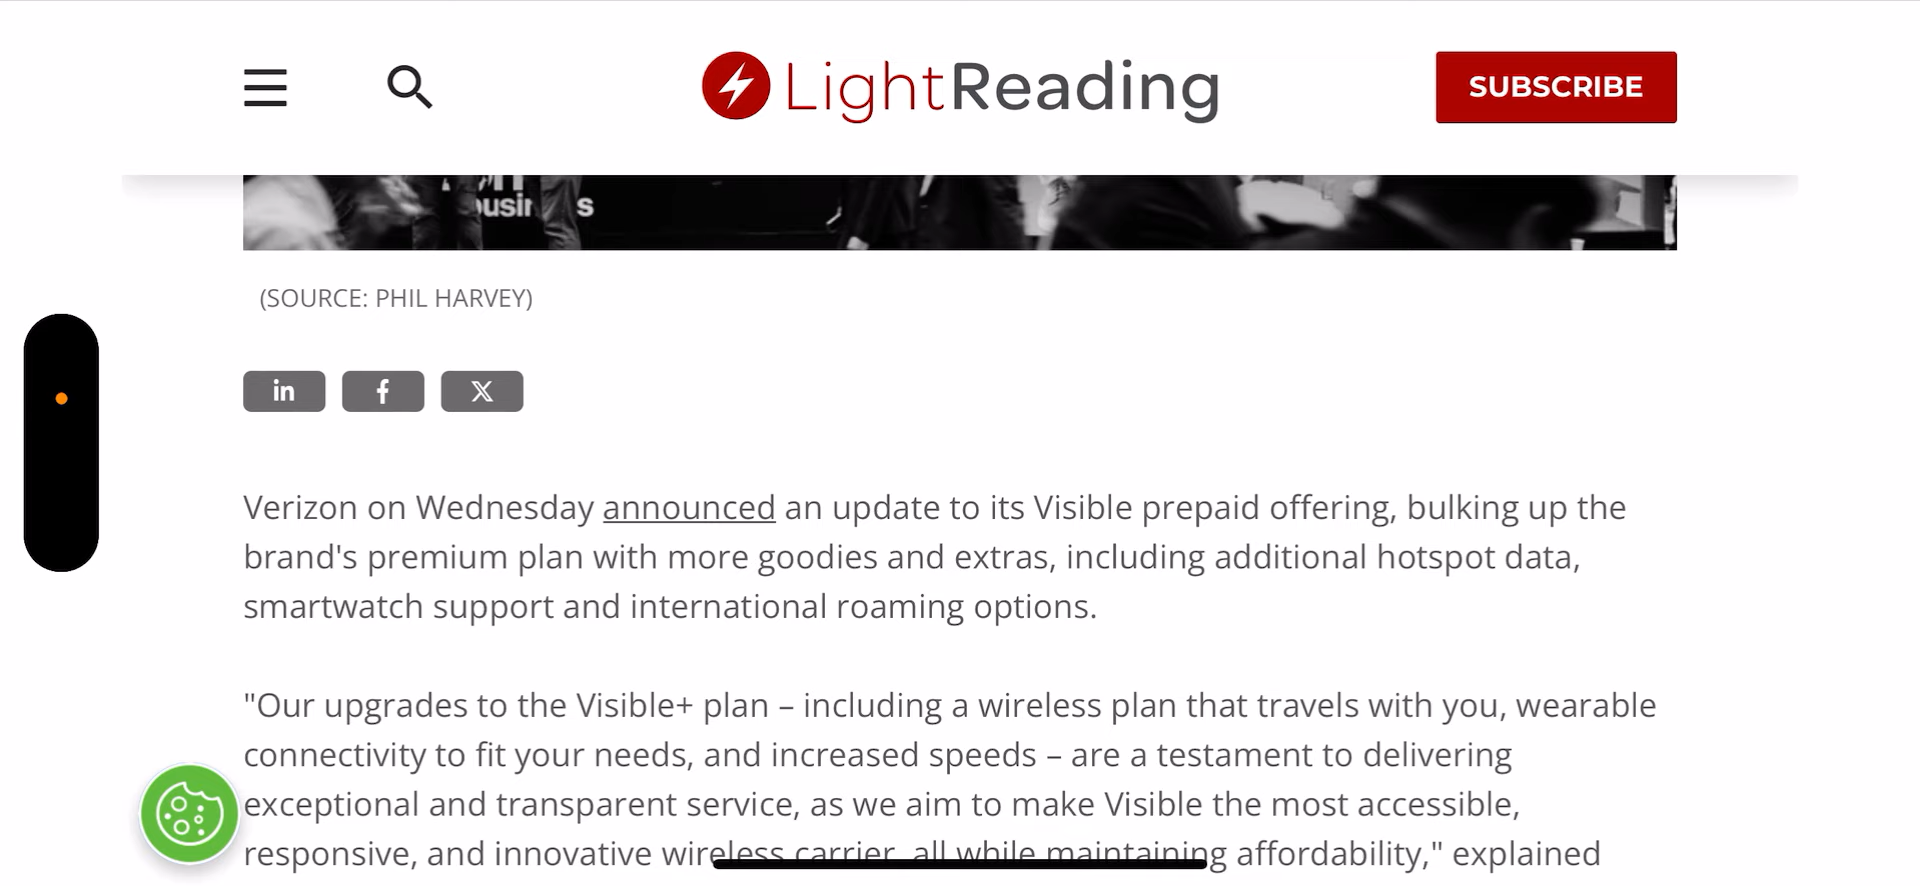 LightReading
SUBSCRIBE
usin s
(SOURCE: PHIL HARVEY)
in f X
Verizon on Wednesday announced an update to its Visible prepaid offering, bulking up the
brand's premium plan with more goodies and extras, including additional hotspot data,
smartwatch support and international roaming options.
"Our upgrades to the Visible+ plan – including a wireless plan that travels with you, wearable
connectivity to fit your needs, and increased speeds – are a testament to delivering
exceptional and transparent service, as we aim to make Visible the most accessible,
responsive, and innovative wireless carrier, all while maintaining affordability," explained